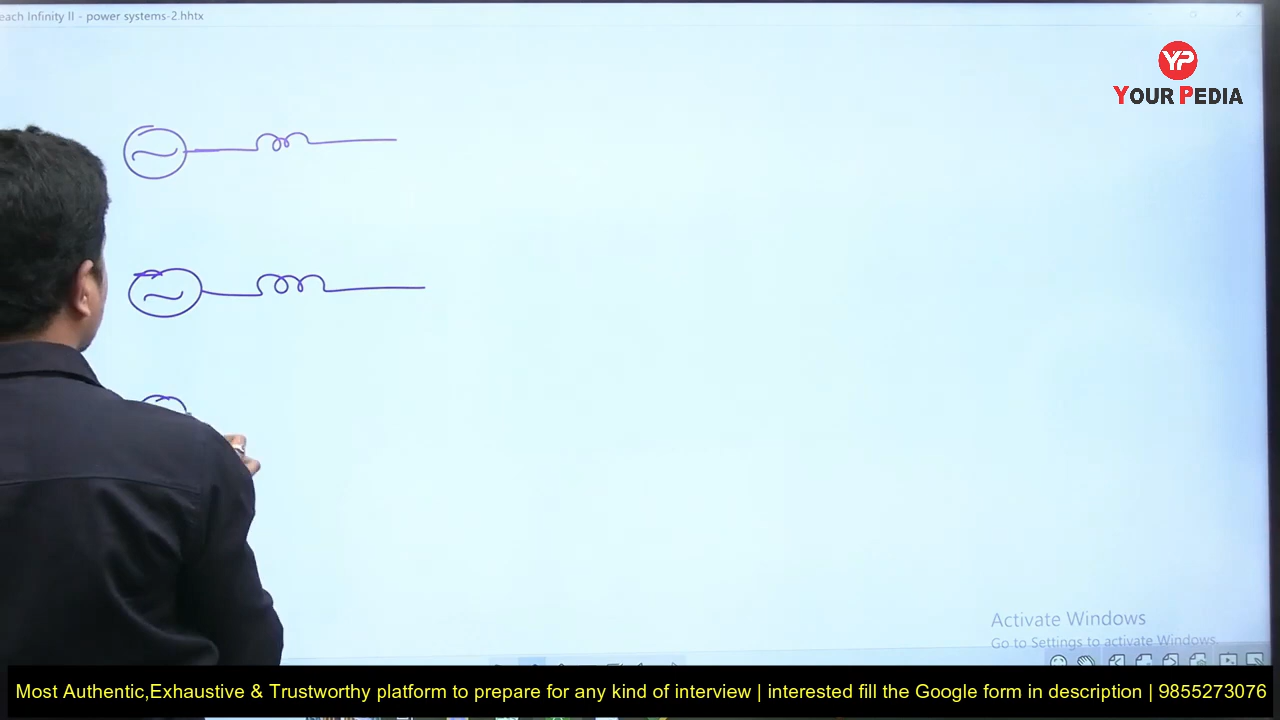 each Infinity II - power systems-2.hhtx
YP
YOUR PEDIA
Activate Windows
Go to Settings to activate Windows.
Most Authentic,Exhaustive & Trustworthy platform to prepare for any kind of interview | interested fill the Google form in description | 9855273076